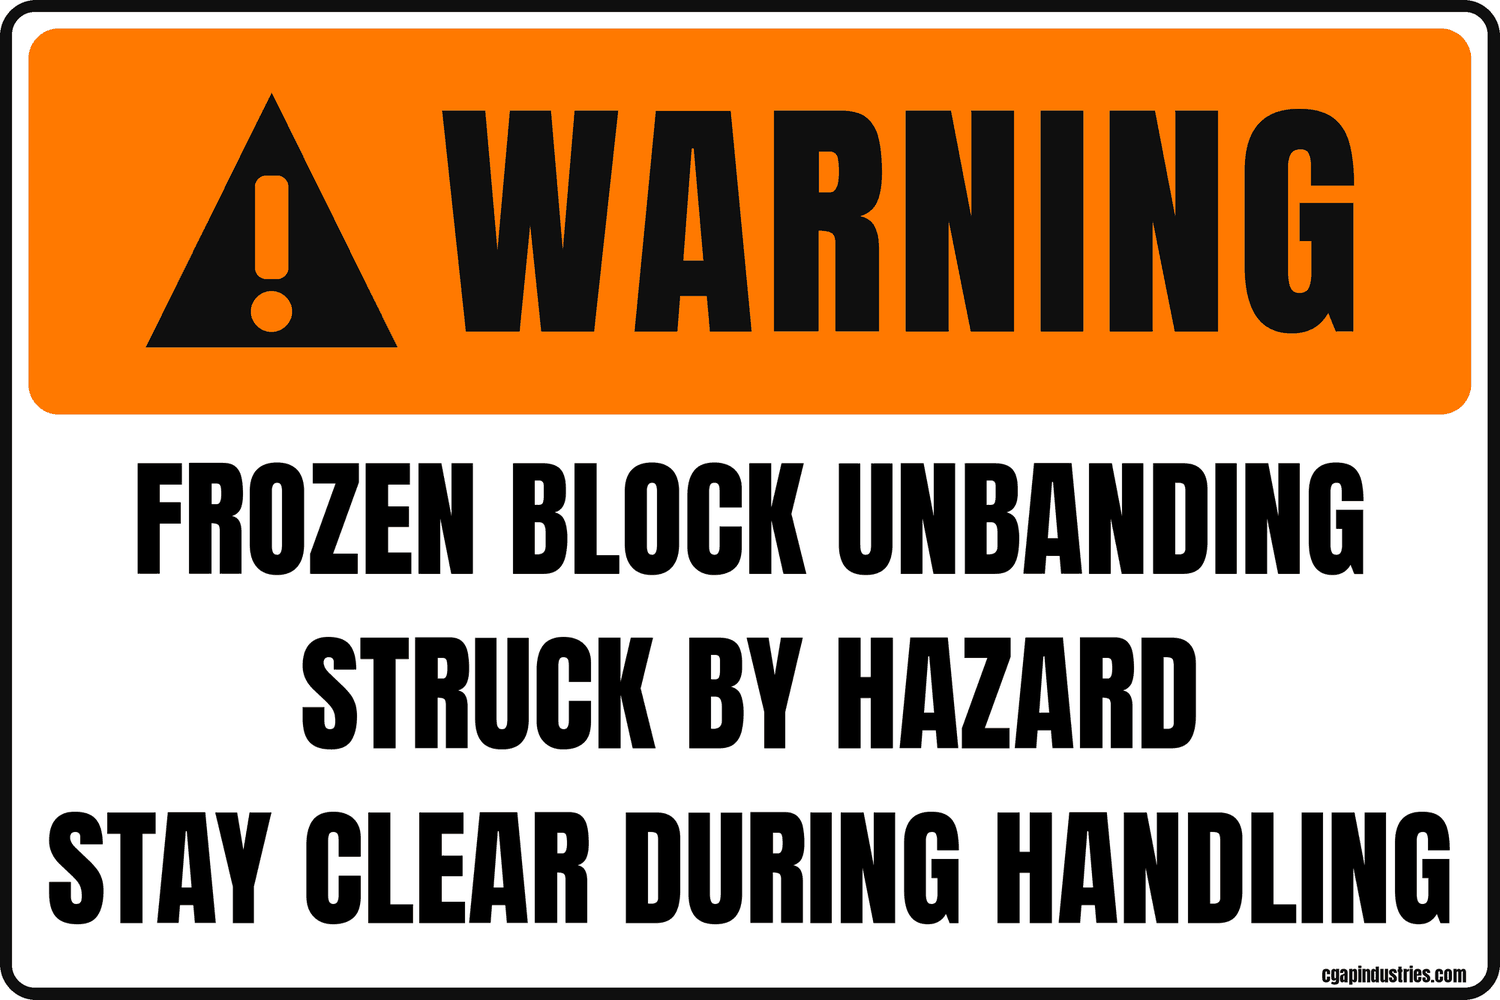 WARNING
FROZEN BLOCK UNBANDING
STRUCK BY HAZARD
STAY CLEAR DURING HANDLING
cgapindustries.com